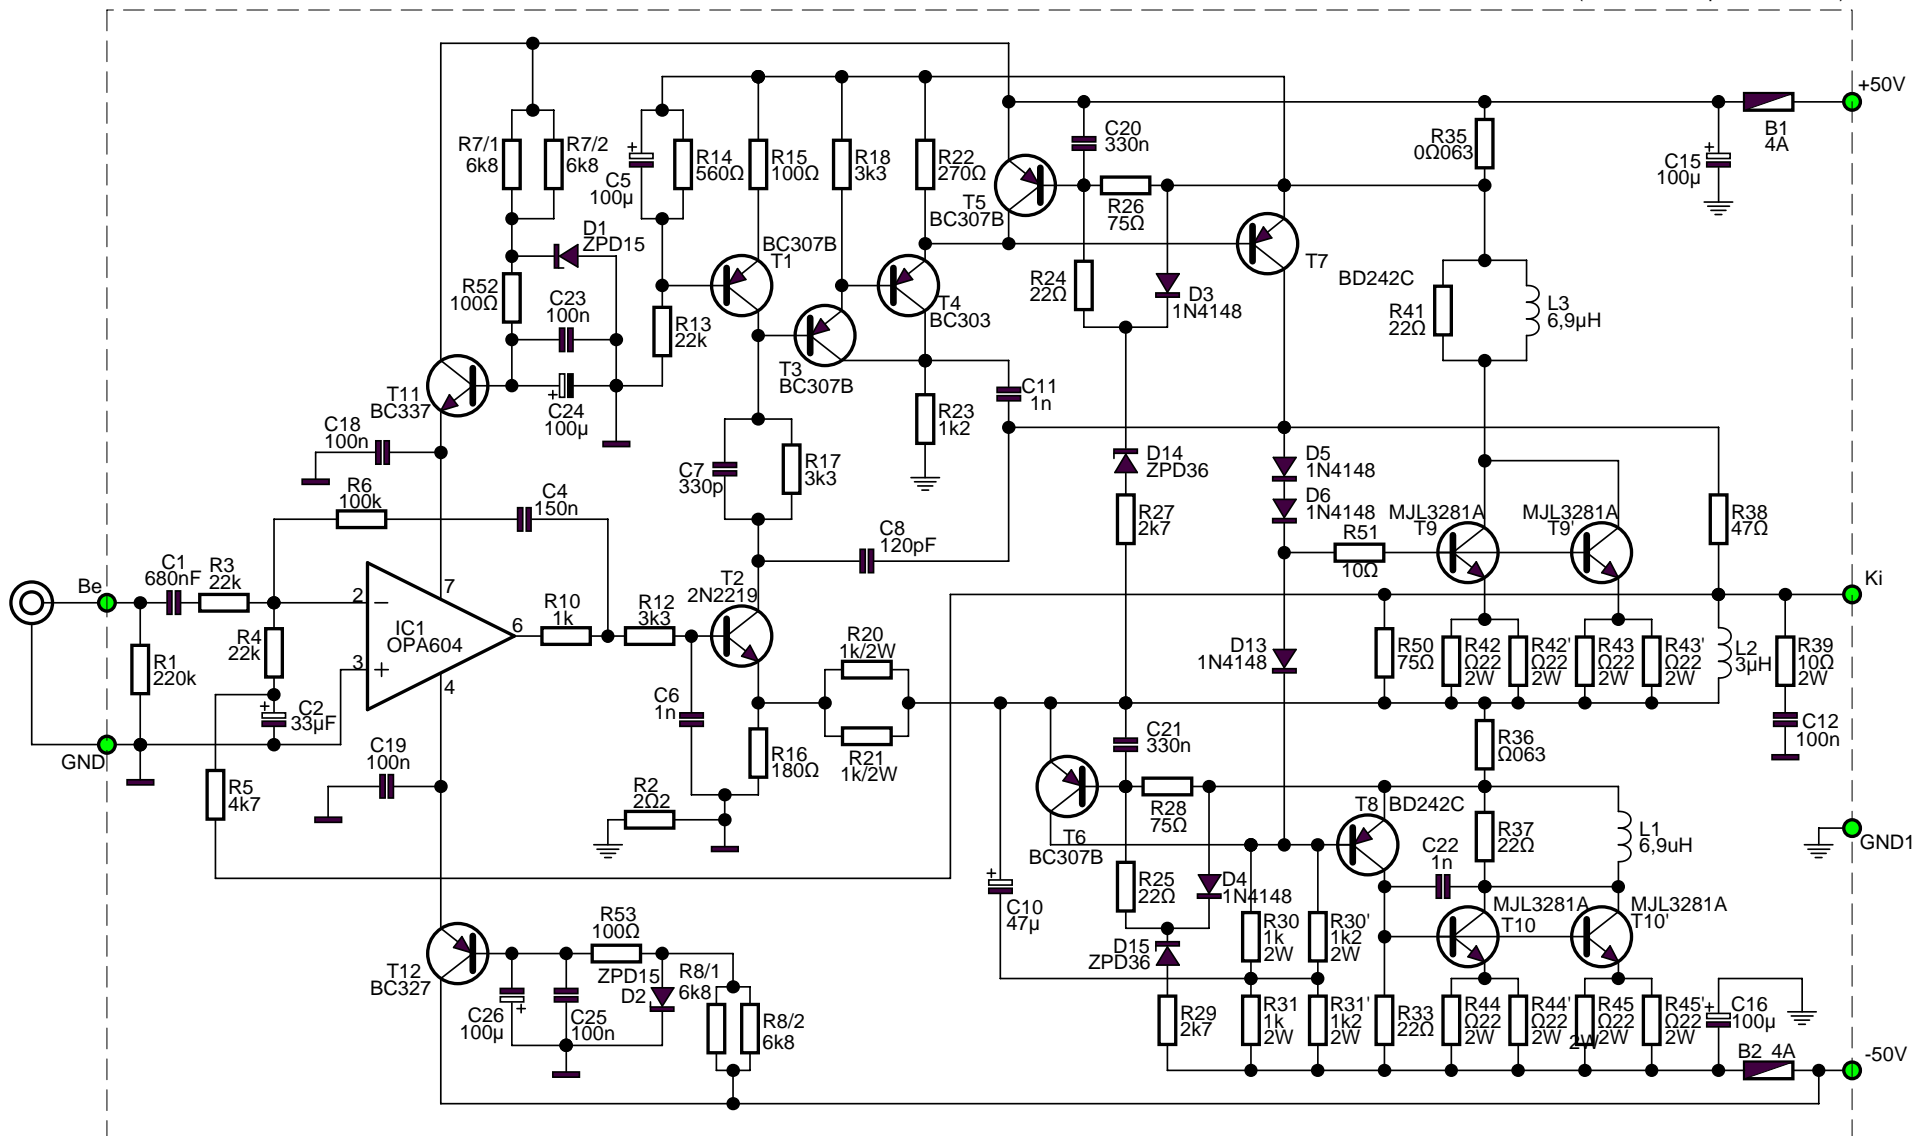 +50V
B1
4A
R7/1
6k8
R7/2
6k8
C5
100µ
R14
560Ω
R15
100Ω
R18
3k3
R22
270Ω
C20
330n
R35
0Ω063
C15
100µ
D1
ZPD15
BC307B
T1
T5
BC307B
R26
75Ω
T7
BD242C
R52
100Ω
C23
100n
R13
22k
T4
BC303
R24
22Ω
D3
1N4148
R41
22Ω
L3
6,9µH
T3
BC307B
T11
BC337
C24
100µ
R23
1k2
C11
1n
C18
100n
C7
330p
R17
3k3
D14
ZPD36
D5
1N4148
D6
1N4148
R6
100k
C4
150n
R27
2k7
MJL3281A
T9
MJL3281A
T9'
R38
47Ω
R51
10Ω
C8
120pF
C1
680nF
R3
22k
Be
2
7
T2
2N2219
Ki
R10
1k
R12
3k3
IC1
OPA604
6
R4
22k
R1
220k
3
4
R20
1k/2W
D13
1N4148
R50
75Ω
R42
Ω22
2W
R42'
Ω22
2W
R43
Ω22
2W
R43'
Ω22
2W
L2
3µH
R39
10Ω
2W
C2
33µF
C6
1n
R21
1k/2W
C21
330n
R36
Ω063
C12
100n
GND
C19
100n
R16
180Ω
R5
4k7
R2
2Ω2
R28
75Ω
T6
BC307B
T8
BD242C
R37
22Ω
L1
6,9uH
C22
1n
GND1
R25
22Ω
D4
1N4148
C10
47µ
MJL3281A
T10
MJL3281A
T10'
R53
100Ω
T12
BC327
ZPD15
D2
R8/1
6k8
D15
ZPD36
R30
1k
2W
R30'
1k2
2W
C26
100µ
C25
100n
R8/2
6k8
R29
2k7
R31
1k
2W
R31'
1k2
2W
R33
22Ω
R44
Ω22
2W
R44'
Ω22
2W
R45
Ω22
2W
2W
R45'
Ω22
2W
C16
100µ
B2 4A
-50V